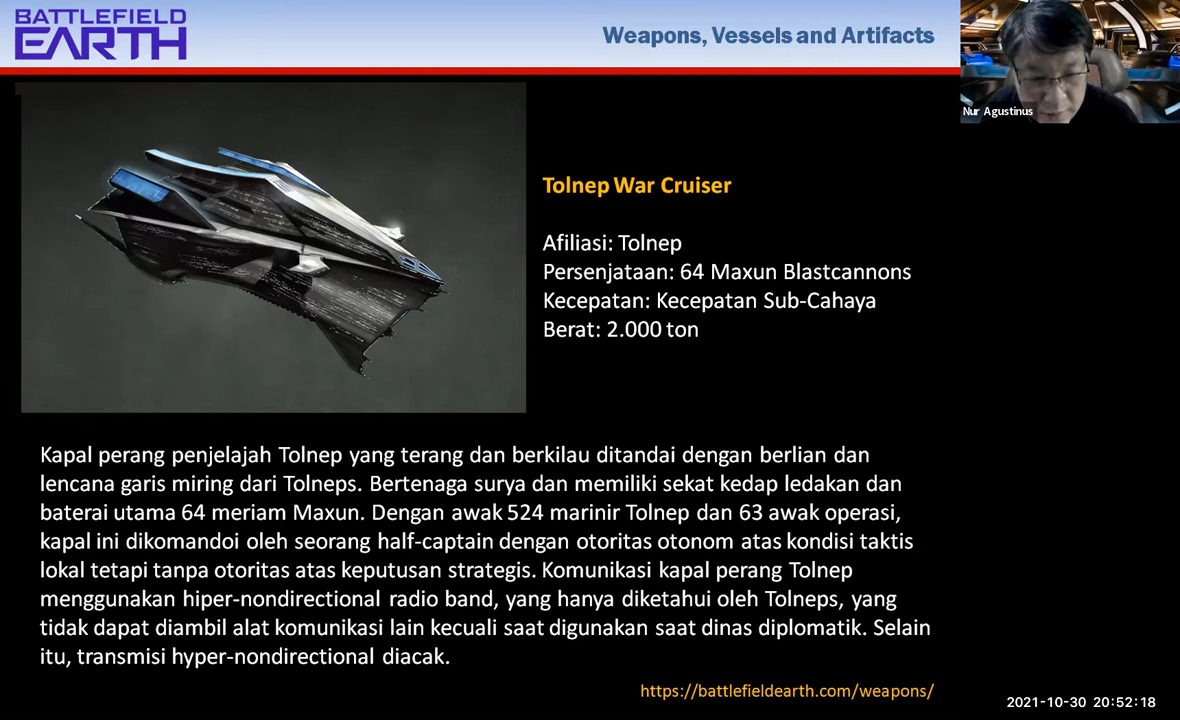 BATTLEFIELD
EARTH
Weapons, Vessels and Artifacts
Nur Agustinus
Tolnep War Cruiser
Afiliasi: Tolnep
Persenjataan: 64 Maxun Blastcannons
Kecepatan: Kecepatan Sub-Cahaya
Berat: 2.000 ton
Kapal perang penjelajah Tolnep yang terang dan berkilau ditandai dengan berlian dan
lencana garis miring dari Tolneps. Bertenaga surya dan memiliki sekat kedap ledakan dan
baterai utama 64 meriam Maxun. Dengan awak 524 marinir Tolnep dan 63 awak operasi,
kapal ini dikomandoi oleh seorang half-captain dengan otoritas otonom atas kondisi taktis
lokal tetapi tanpa otoritas atas keputusan strategis. Komunikasi kapal perang Tolnep
menggunakan hiper-nondirectional radio band, yang hanya diketahui oleh Tolneps, yang
tidak dapat diambil alat komunikasi lain kecuali saat digunakan saat dinas diplomatik. Selain
itu, transmisi hyper-nondirectional diacak.
https://battlefieldearth.com/weapons/
2021-10-30 20:52:18